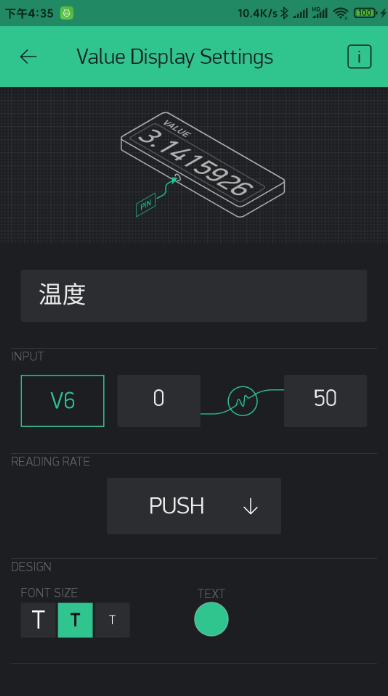 下午4:35 10.4K/s HD 100
Value Display Settings i
VALUE
3.1415926
PIN
温度
INPUT
V6 0 50
READING RATE
PUSH
DESIGN
FONT SIZE TEXT
T T T